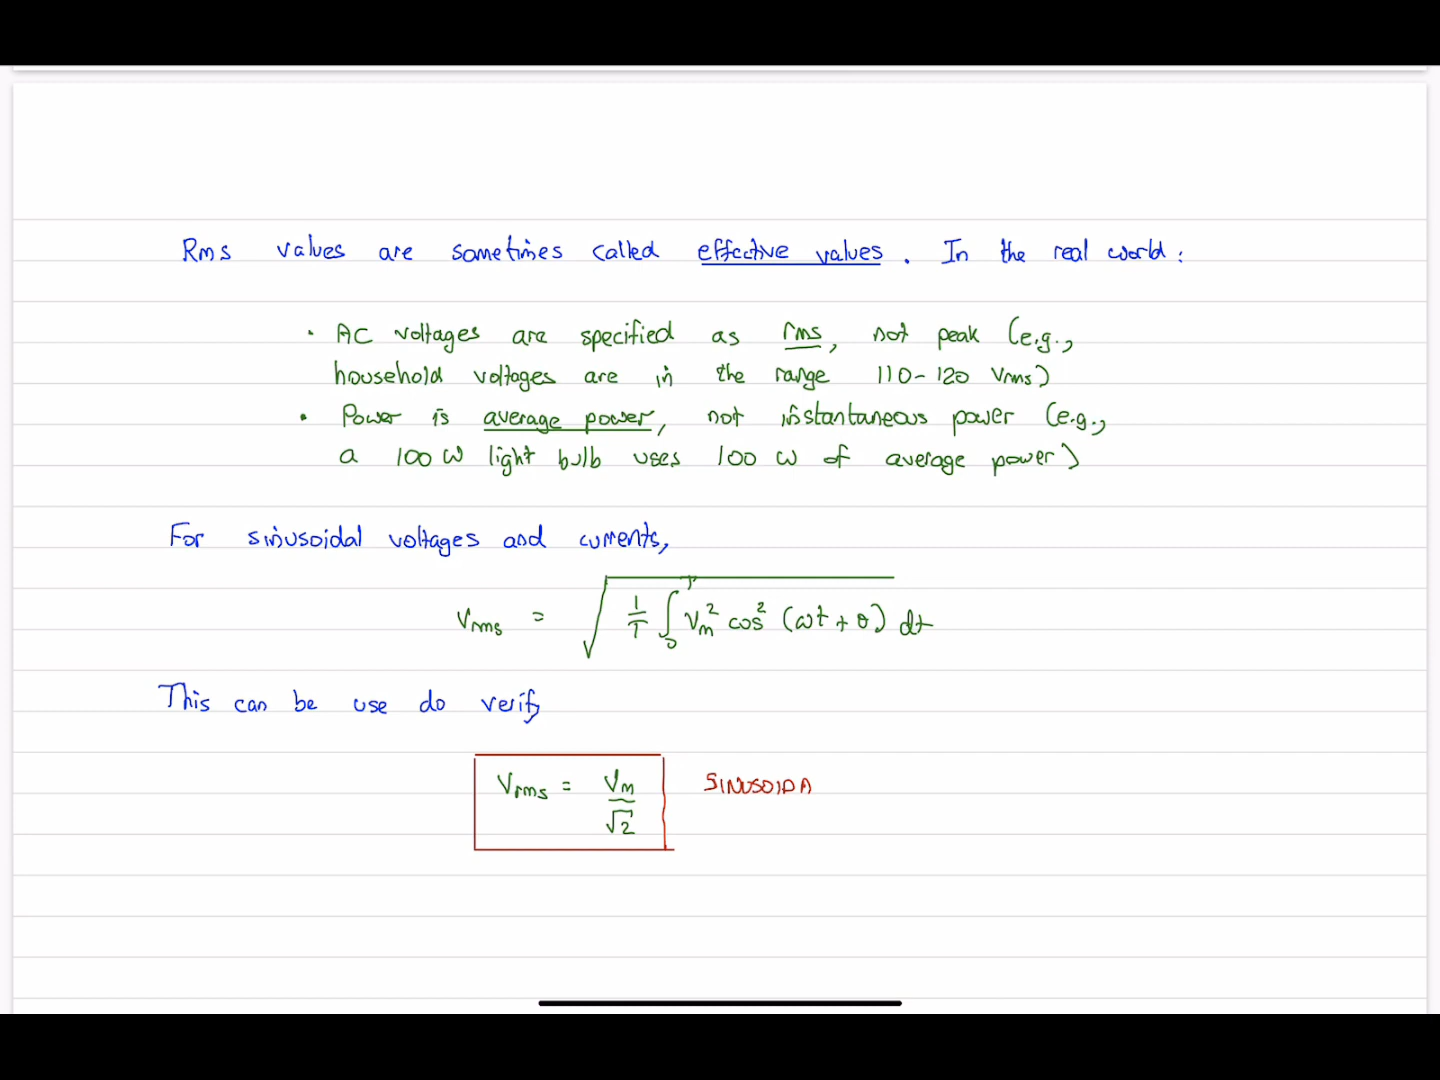 Rms values are sometimes called effective values. In the real world:
• AC voltages are specified as rms, not peak (e.g.,
household voltages are in the range 110-120 Vrms)
• Power is average power, not instantaneous power (e.g.,
a 100 W light bulb uses 100 W of average power)
For sinusoidal voltages and currents,
Vrms = √(1/T ∫₀ᵀ Vm² cos² (ωt + θ) dt
This can be use do verify
Vrms = Vm/√2 SINUSOIDA